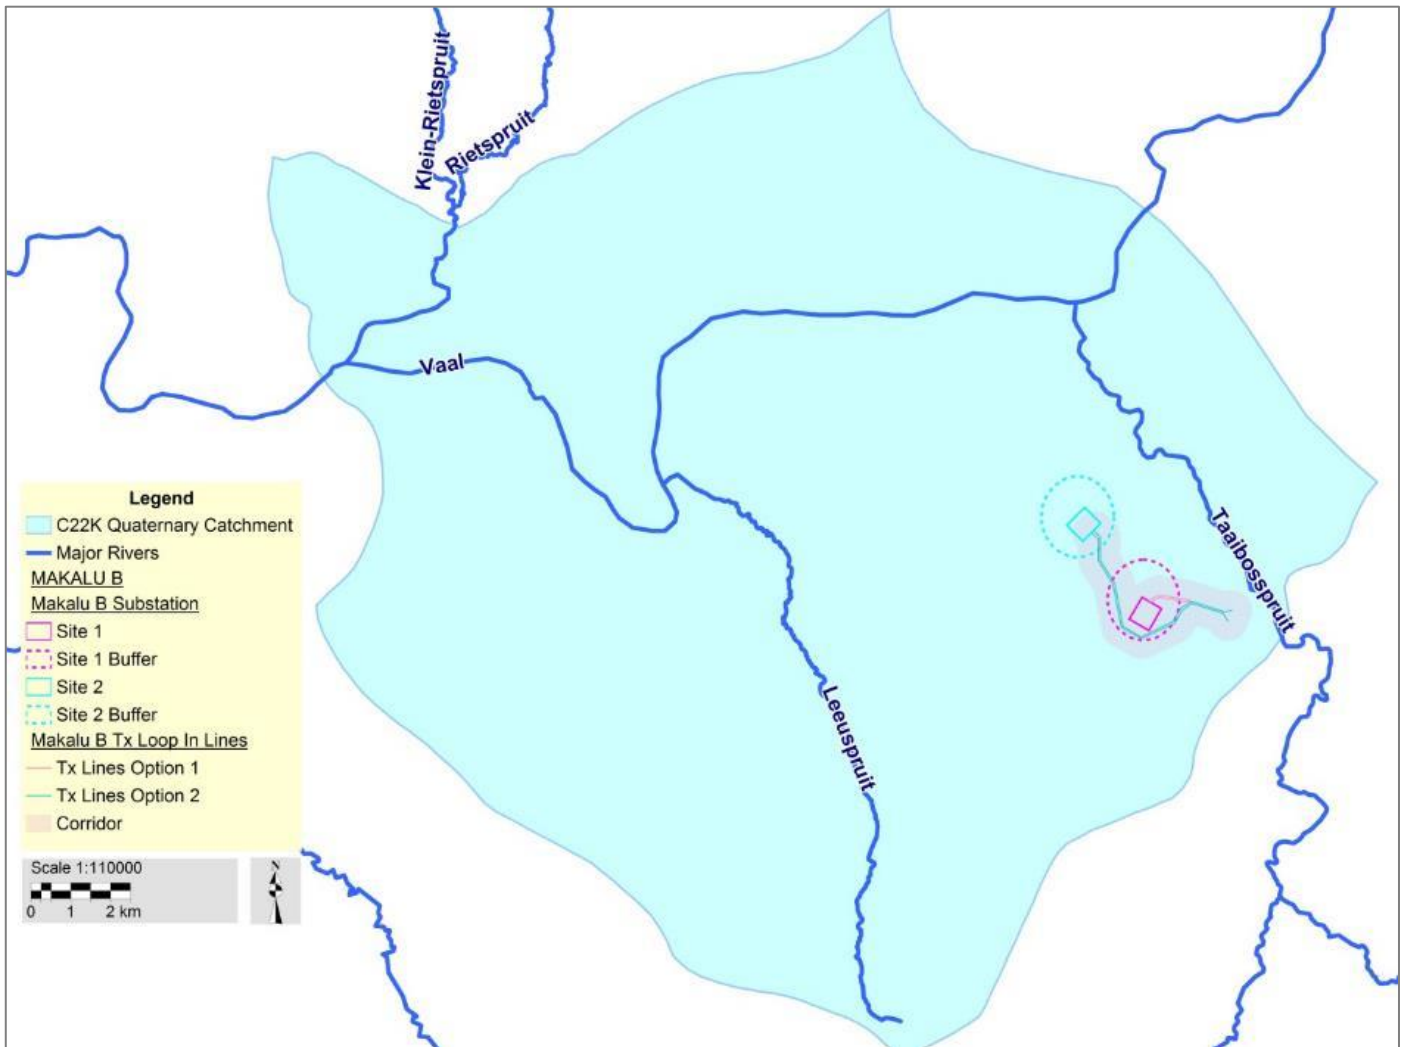 Klein-Rietspruit
Rietspruit
Vaal
Taaibosspruit
Leeuspruit
Legend
C22K Quaternary Catchment
Major Rivers
MAKALU B
Makalu B Substation
Site 1
Site 1 Buffer
Site 2
Site 2 Buffer
Makalu B Tx Loop In Lines
Tx Lines Option 1
Tx Lines Option 2
Corridor
Scale 1:110000
0 1 2 km
N